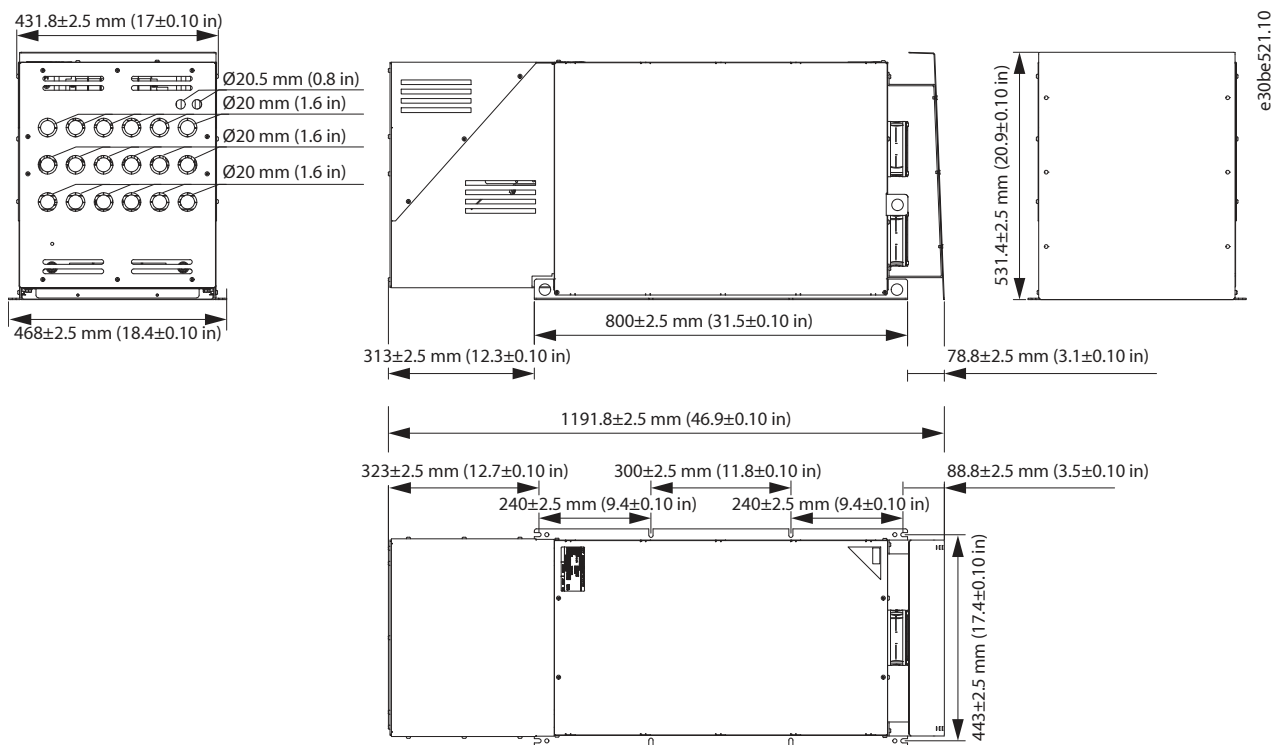 431.8±2.5 mm (17±0.10 in)
Ø20.5 mm (0.8 in)
Ø20 mm (1.6 in)
Ø20 mm (1.6 in)
Ø20 mm (1.6 in)
468±2.5 mm (18.4±0.10 in)
800±2.5 mm (31.5±0.10 in)
313±2.5 mm (12.3±0.10 in)
78.8±2.5 mm (3.1±0.10 in)
531.4±2.5 mm (20.9±0.10 in)
e30be521.10
1191.8±2.5 mm (46.9±0.10 in)
323±2.5 mm (12.7±0.10 in)
300±2.5 mm (11.8±0.10 in)
88.8±2.5 mm (3.5±0.10 in)
240±2.5 mm (9.4±0.10 in)
240±2.5 mm (9.4±0.10 in)
443±2.5 mm (17.4±0.10 in)